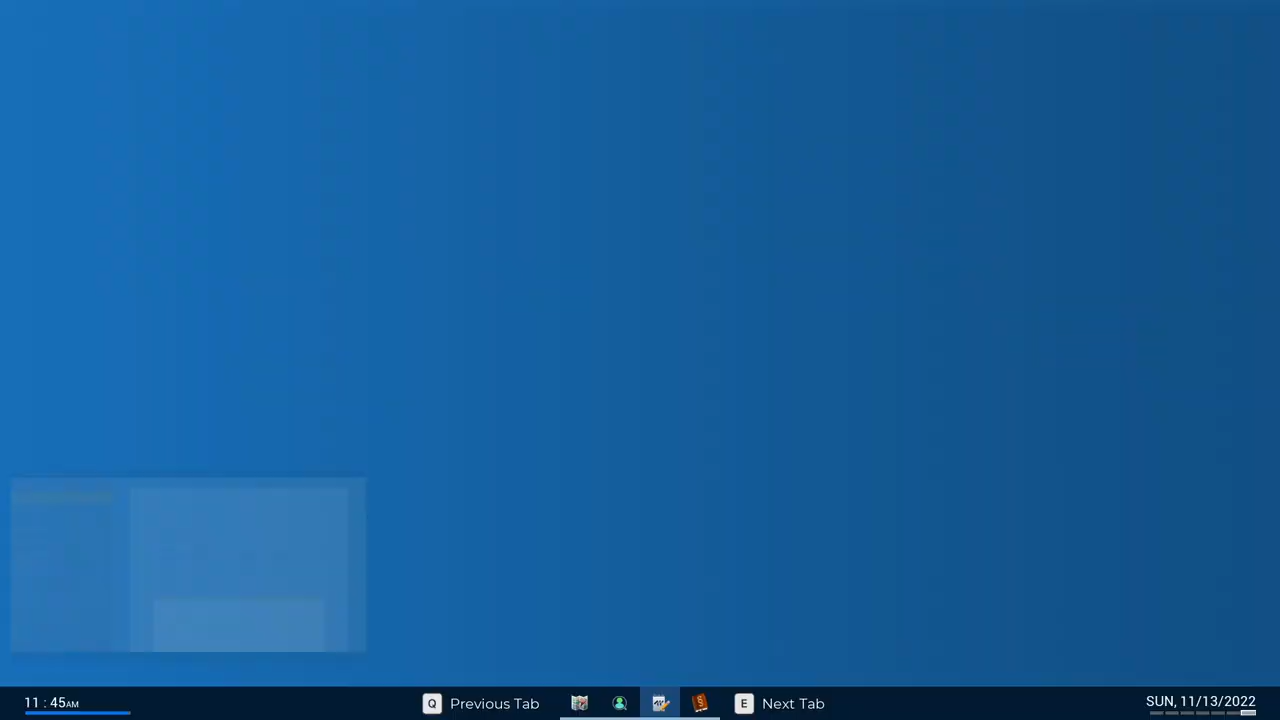 11 : 45AM
Q Previous Tab
E Next Tab
SUN, 11/13/2022